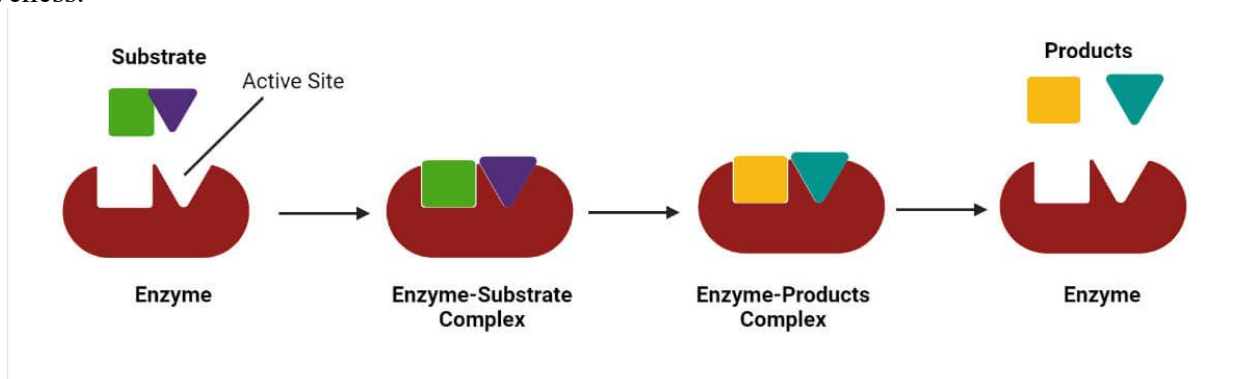 Substrate
Active Site
Products
Enzyme
Enzyme-Substrate
Complex
Enzyme-Products
Complex
Enzyme